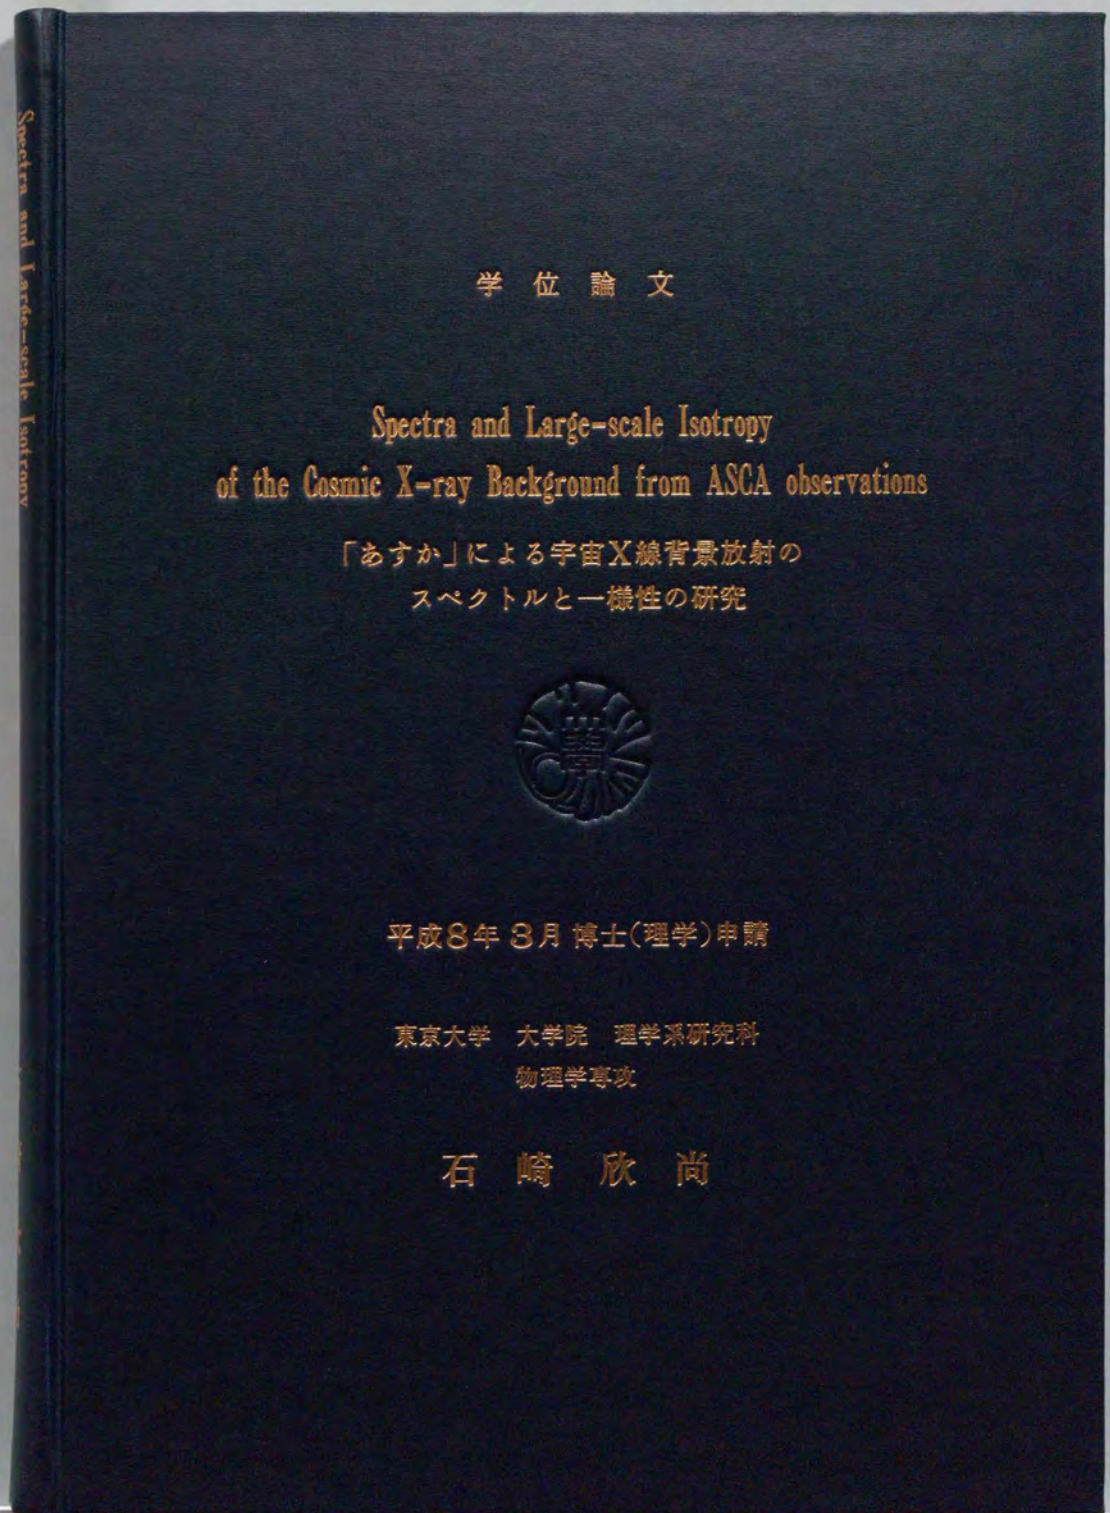 学位論文
Spectra and Large-scale Isotropy
of the Cosmic X-ray Background from ASCA observations
「あすか」による宇宙X線背景放射の
スペクトルと一様性の研究
平成8年3月 博士(理学)申請
東京大学 大学院 理学系研究科
物理学専攻
石崎欣尚
Spectra and Large-scale Isotropy